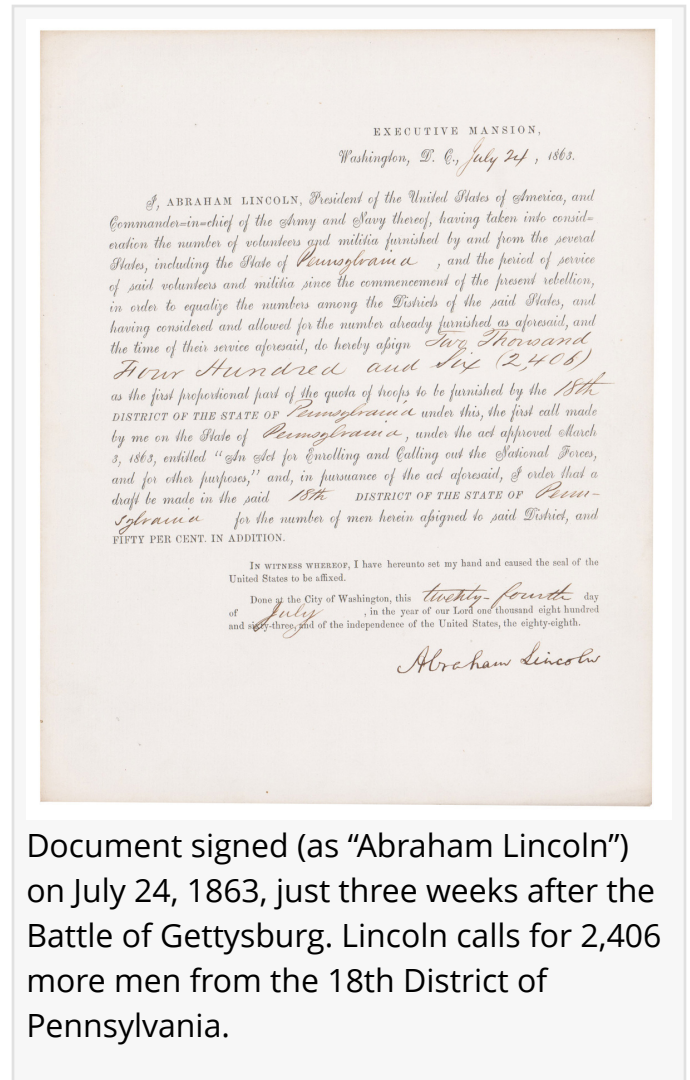 EXECUTIVE MANSION,
Washington, D. C., July 24, 1863.
I, ABRAHAM LINCOLN, President of the United States of America, and
Commander=in=chief of the Army and Navy thereof, having taken into consid=
eration the number of volunteers and militia furnished by and from the several
States, including the State of Pennsylvania, and the period of service
of said volunteers and militia since the commencement of the present rebellion,
in order to equalize the numbers among the Districts of the said States, and
having considered and allowed for the number already furnished as aforesaid, and
the time of their service aforesaid, do hereby aſsign Two Thousand
Four Hundred and Six (2,406)
as the first proportional part of the quota of troops to be furnished by the 18th
DISTRICT OF THE STATE OF Pennsylvania under this, the first call made
by me on the State of Pennsylvania, under the act approved March
3, 1863, entitled "An Act for Enrolling and Calling out the National Forces,
and for other purposes," and, in pursuance of the act aforesaid, I order that a
draft be made in the said 18th DISTRICT OF THE STATE OF Penn-
sylvania for the number of men herein aſsigned to said District, and
FIFTY PER CENT. IN ADDITION.
IN WITNESS WHEREOF, I have hereunto set my hand and caused the seal of the
United States to be affixed.
Done at the City of Washington, this twenty-fourth day
of July, in the year of our Lord one thousand eight hundred
and sixty-three, and of the independence of the United States, the eighty-eighth.
Abraham Lincoln
Document signed (as “Abraham Lincoln”)
on July 24, 1863, just three weeks after the
Battle of Gettysburg. Lincoln calls for 2,406
more men from the 18th District of
Pennsylvania.